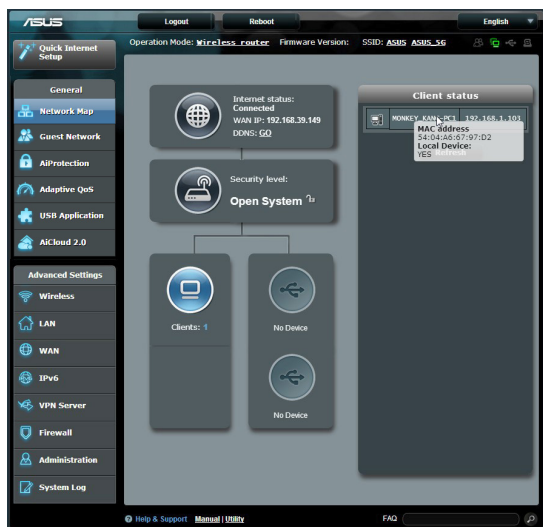 ASUS
Logout
Reboot
English
Quick Internet
Setup
Operation Mode: Wireless router Firmware Version: SSID: ASUS ASUS_5G
General
Network Map
Guest Network
AiProtection
Adaptive QoS
USB Application
AiCloud 2.0
Advanced Settings
Wireless
LAN
WAN
IPv6
VPN Server
Firewall
Administration
System Log
Internet status:
Connected
WAN IP: 192.168.39.149
DDNS: GO
Security level:
Open System
Clients: 1
No Device
No Device
Client status
MONKEY_KANG-PC1 192.168.1.101
MAC address
54:04:A6:67:97:D2
Local Device:
YES
Help & Support Manual | Utility
FAQ